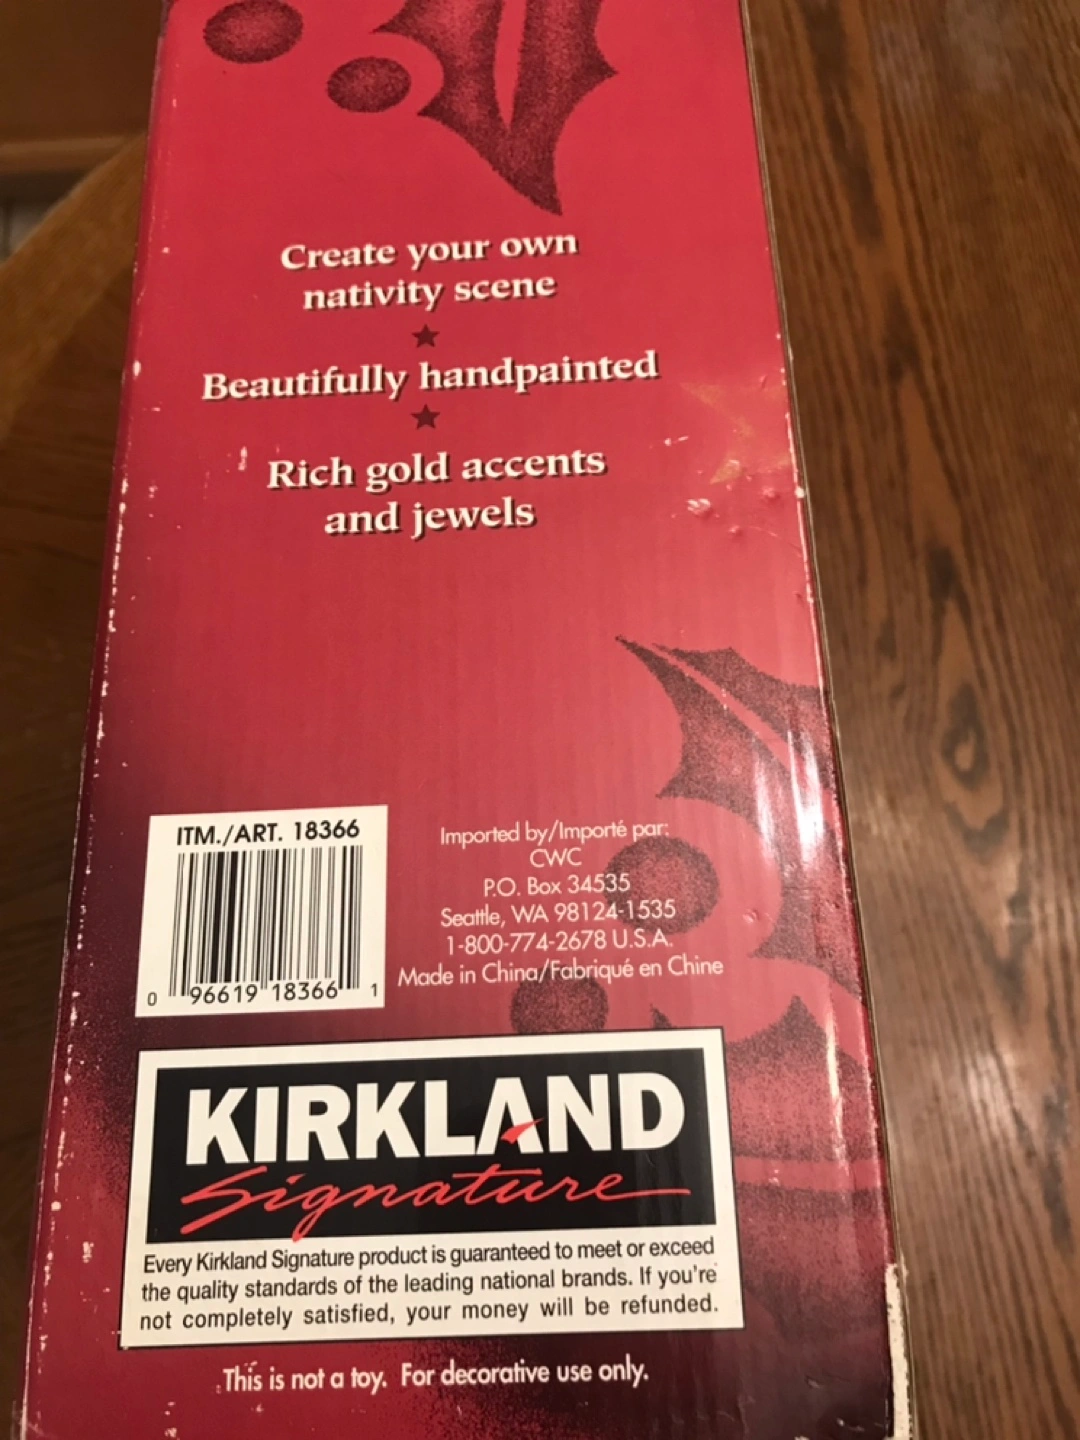 Create your own
nativity scene
Beautifully handpainted
Rich gold accents
and jewels
ITM./ART. 18366
0 96619 18366 1
Imported by/Importé par:
CWC
P.O. Box 34535
Seattle, WA 98124-1535
1-800-774-2678 U.S.A.
Made in China/Fabriqué en Chine
KIRKLAND
Signature
Every Kirkland Signature product is guaranteed to meet or exceed
the quality standards of the leading national brands. If you're
not completely satisfied, your money will be refunded.
This is not a toy. For decorative use only.